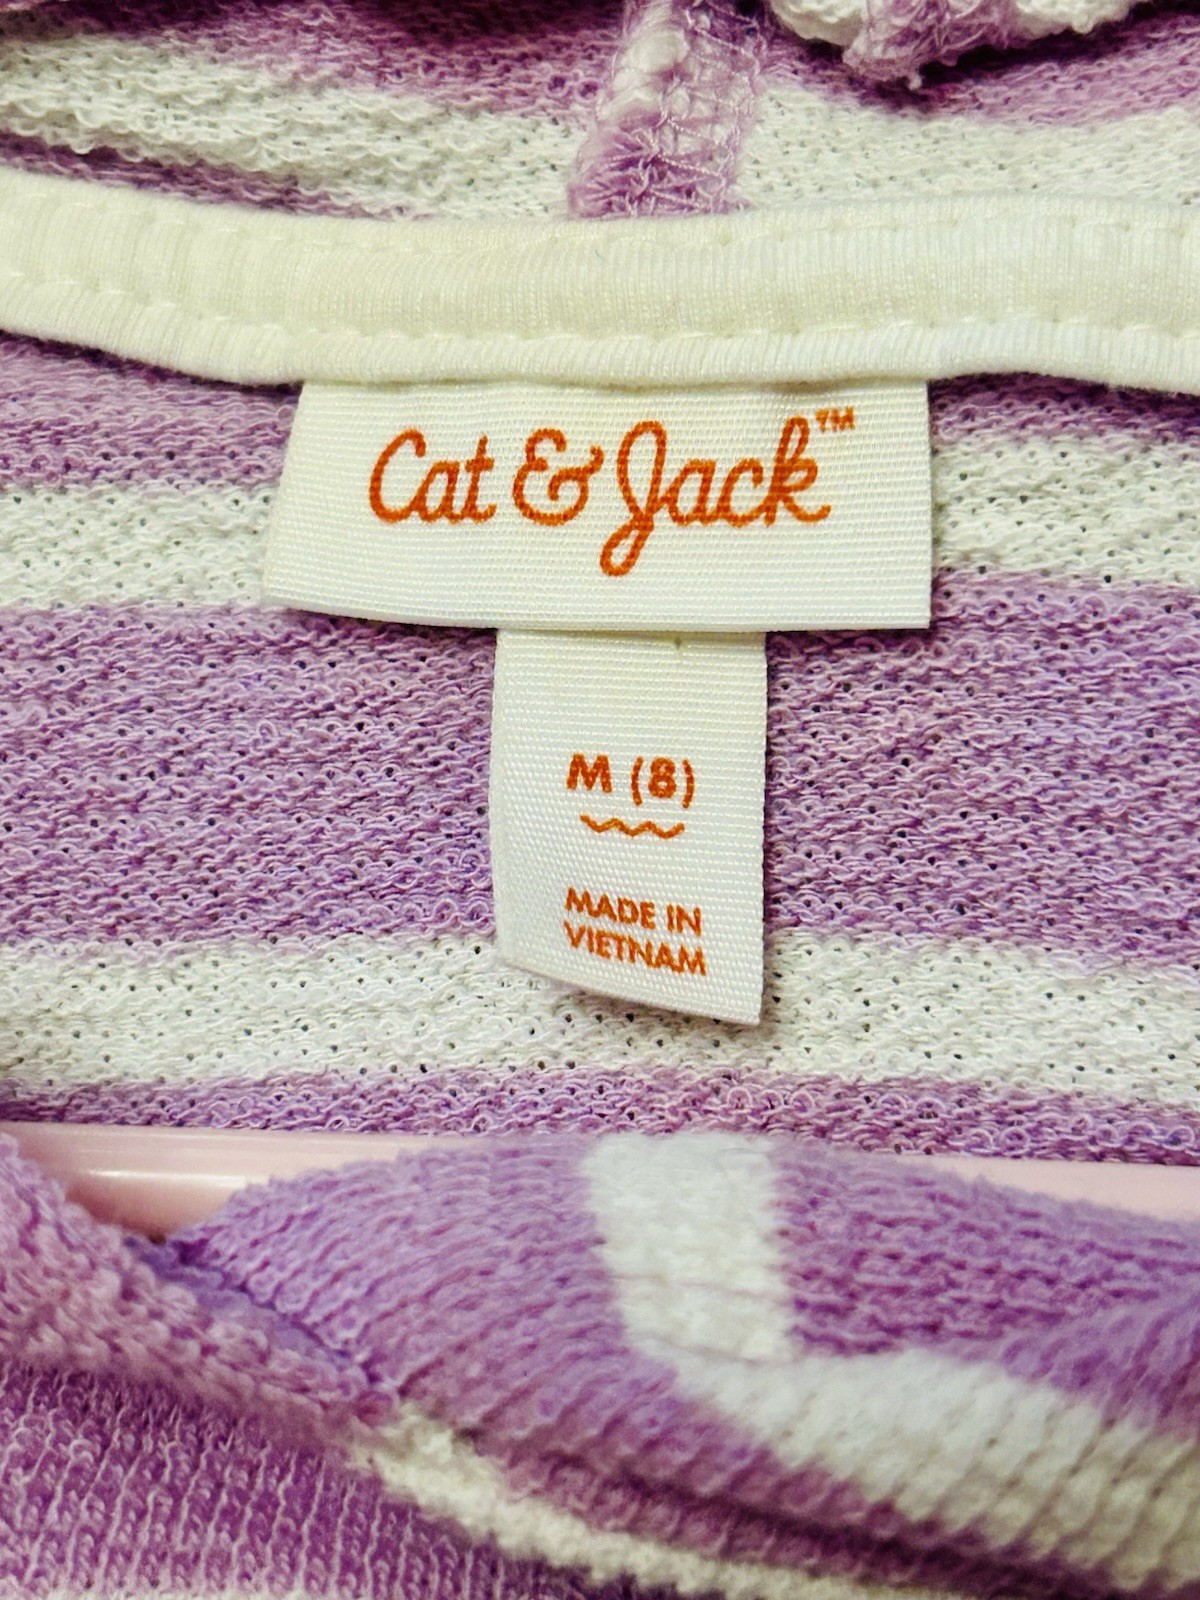 Cat & Jack™
M (8)
MADE IN
VIETNAM